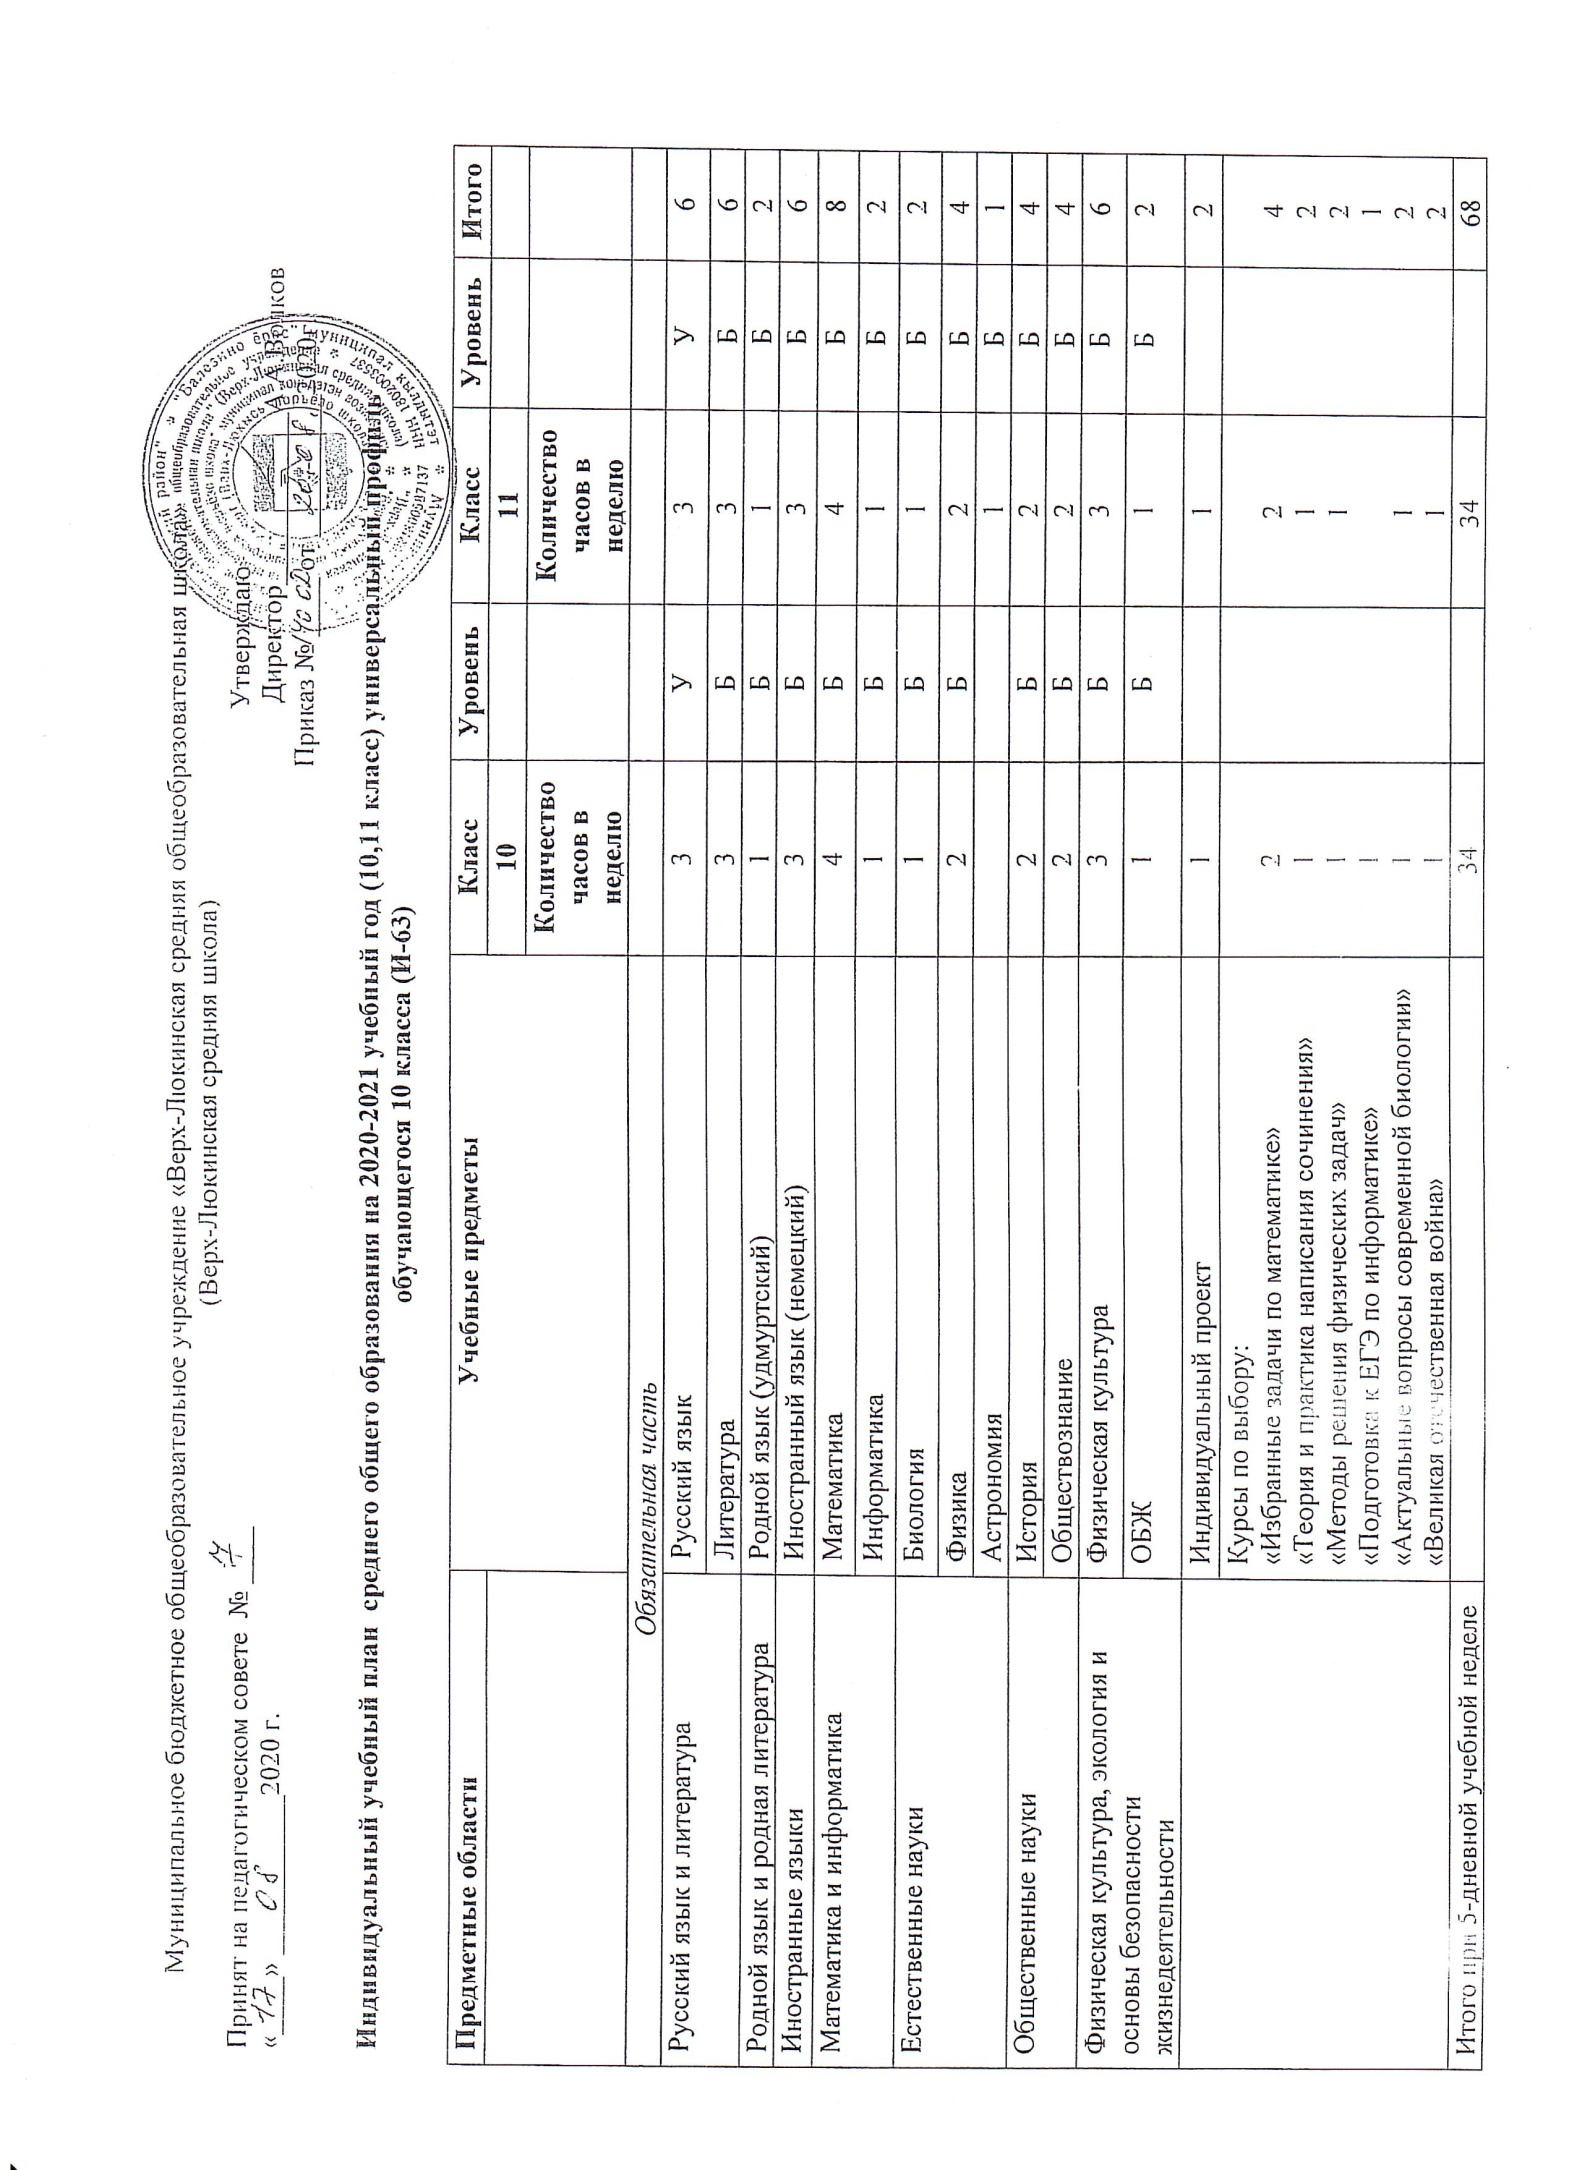 Муниципальное бюджетное общеобразовательное учреждение «Верх-Люкинская средняя общеобразовательная школа»
(Верх-Люкинская средняя школа)
Принят на педагогическом совете № 7 Утверждаю
« 17 » 08 2020 г. Директор
Приказ № от
Индивидуальный учебный план среднего общего образования на 2020-2021 учебный год (10,11 класс) универсальный профиль
обучающегося 10 класса (И-63)
Предметные области Учебные предметы Класс Уровень Класс Уровень Итого
10 11
Количество часов в неделю Количество часов в неделю
Обязательная часть
Русский язык и литература Русский язык 3 У 3 У 6
Литература 3 Б 3 Б 6
Родной язык и родная литература Родной язык (удмуртский) 1 Б 1 Б 2
Иностранные языки Иностранный язык (немецкий) 3 Б 3 Б 6
Математика и информатика Математика 4 Б 4 Б 8
Информатика 1 Б 1 Б 2
Естественные науки Биология 1 Б 1 Б 2
Физика 2 Б 2 Б 4
Астрономия 1 Б 1
Общественные науки История 2 Б 2 Б 4
Обществознание 2 Б 2 Б 4
Физическая культура, экология и основы безопасности жизнедеятельности Физическая культура 3 Б 3 Б 6
ОБЖ 1 Б 1 Б 2
Индивидуальный проект 1 1 2
Курсы по выбору:
«Избранные задачи по математике» 2 2 4
«Теория и практика написания сочинения» 1 1 2
«Методы решения физических задач» 1 1 2
«Подготовка к ЕГЭ по информатике» 1 1
«Актуальные вопросы современной биологии» 1 1 2
«Великая отечественная война» 1 1 2
Итого при 5-дневной учебной неделе 34 34 68